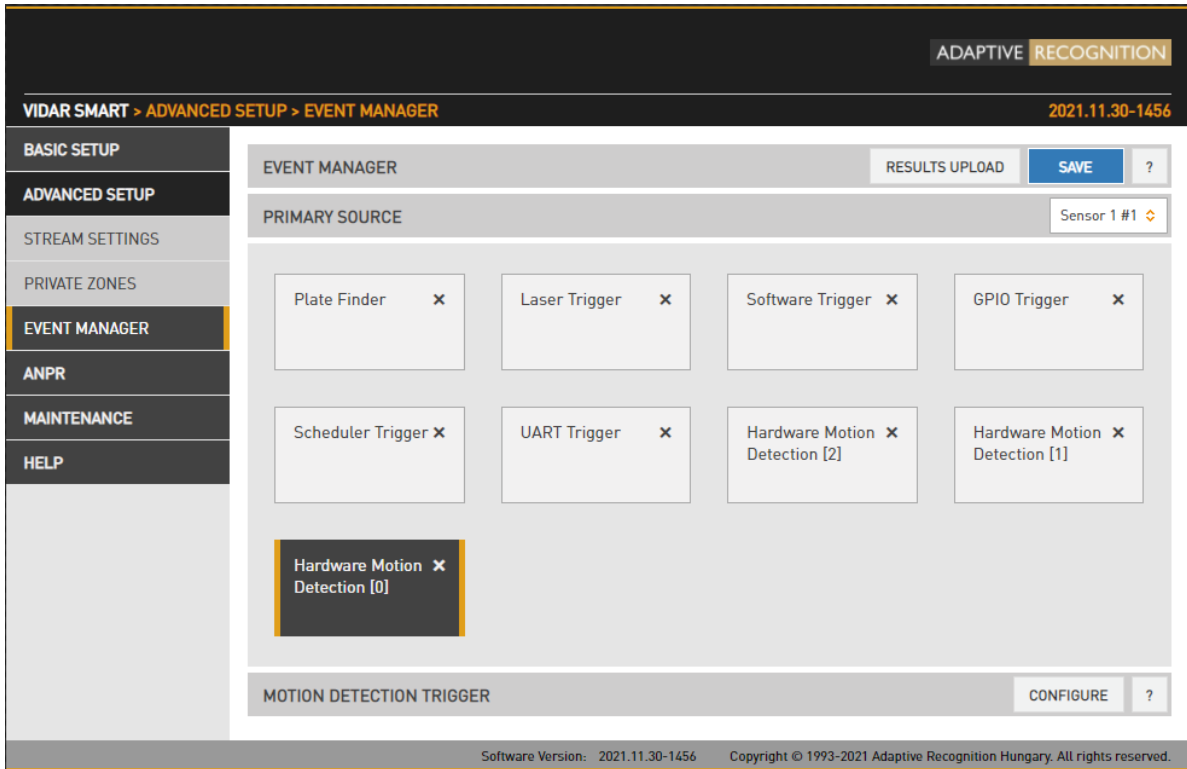 ADAPTIVE RECOGNITION
VIDAR SMART > ADVANCED SETUP > EVENT MANAGER
2021.11.30-1456
BASIC SETUP
ADVANCED SETUP
STREAM SETTINGS
PRIVATE ZONES
EVENT MANAGER
ANPR
MAINTENANCE
HELP
EVENT MANAGER
RESULTS UPLOAD
SAVE
?
PRIMARY SOURCE
Sensor 1 #1
Plate Finder ×
Laser Trigger ×
Software Trigger ×
GPIO Trigger ×
Scheduler Trigger ×
UART Trigger ×
Hardware Motion ×
Detection [2]
Hardware Motion ×
Detection [1]
Hardware Motion ×
Detection [0]
MOTION DETECTION TRIGGER
CONFIGURE
?
Software Version: 2021.11.30-1456
Copyright © 1993-2021 Adaptive Recognition Hungary. All rights reserved.